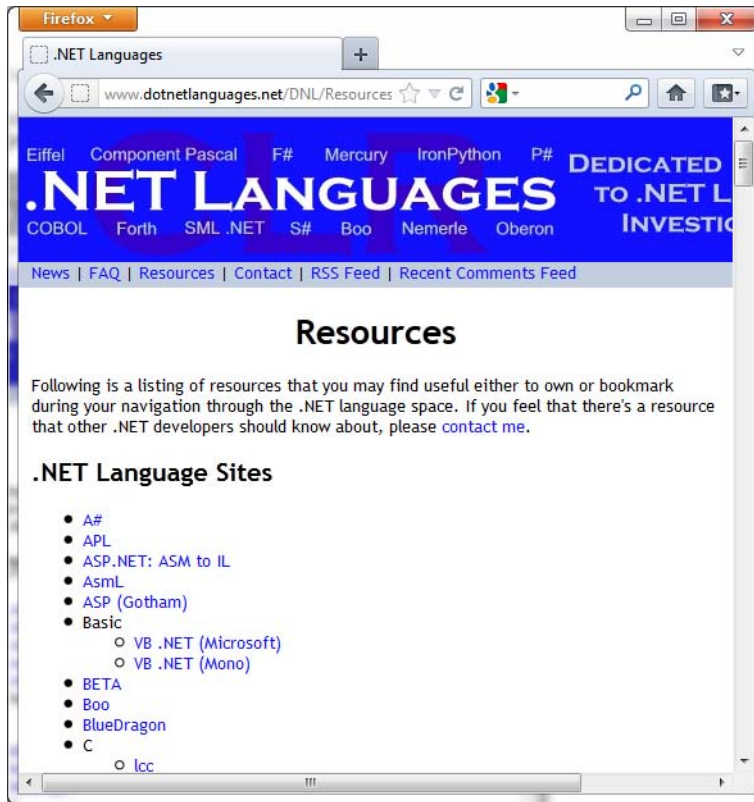 Firefox
.NET Languages
www.dotnetlanguages.net/DNL/Resources
Eiffel Component Pascal F# Mercury IronPython P#
.NET LANGUAGES
CLR
COBOL Forth SML .NET S# Boo Nemerle Oberon
DEDICATED
TO .NET L
INVESTIG
News | FAQ | Resources | Contact | RSS Feed | Recent Comments Feed
Resources
Following is a listing of resources that you may find useful either to own or bookmark
during your navigation through the .NET language space. If you feel that there's a resource
that other .NET developers should know about, please contact me.
.NET Language Sites
A#
APL
ASP.NET: ASM to IL
AsmL
ASP (Gotham)
Basic
VB .NET (Microsoft)
VB .NET (Mono)
BETA
Boo
BlueDragon
C
lcc